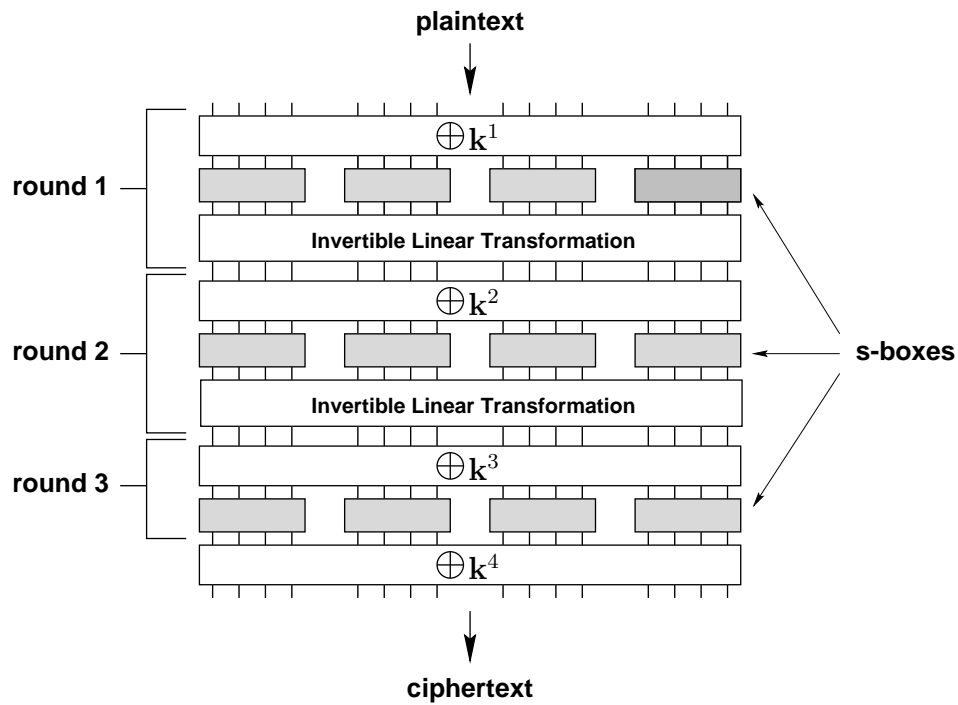 plaintext
⊕k¹
round 1
Invertible Linear Transformation
⊕k²
round 2
s-boxes
Invertible Linear Transformation
⊕k³
round 3
⊕k⁴
ciphertext